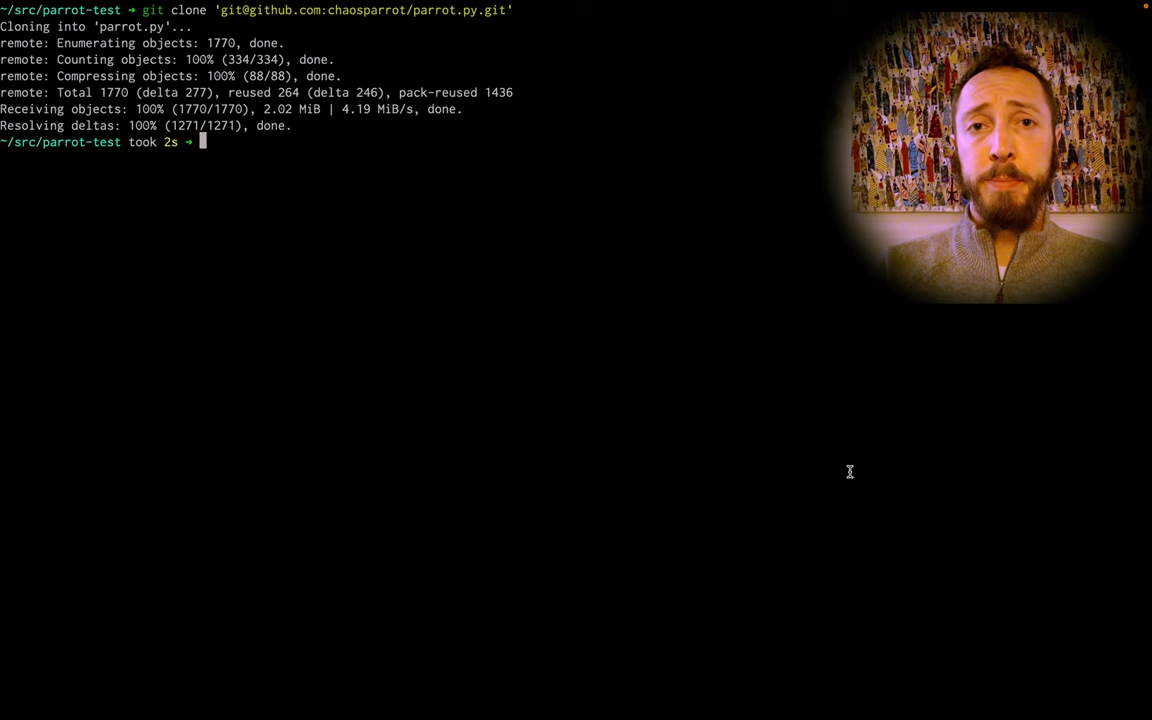 ~/src/parrot-test ➜ git clone 'git@github.com:chaosparrot/parrot.py.git'
Cloning into 'parrot.py'...
remote: Enumerating objects: 1770, done.
remote: Counting objects: 100% (334/334), done.
remote: Compressing objects: 100% (88/88), done.
remote: Total 1770 (delta 277), reused 264 (delta 246), pack-reused 1436
Receiving objects: 100% (1770/1770), 2.02 MiB | 4.19 MiB/s, done.
Resolving deltas: 100% (1271/1271), done.
~/src/parrot-test took 2s ➜